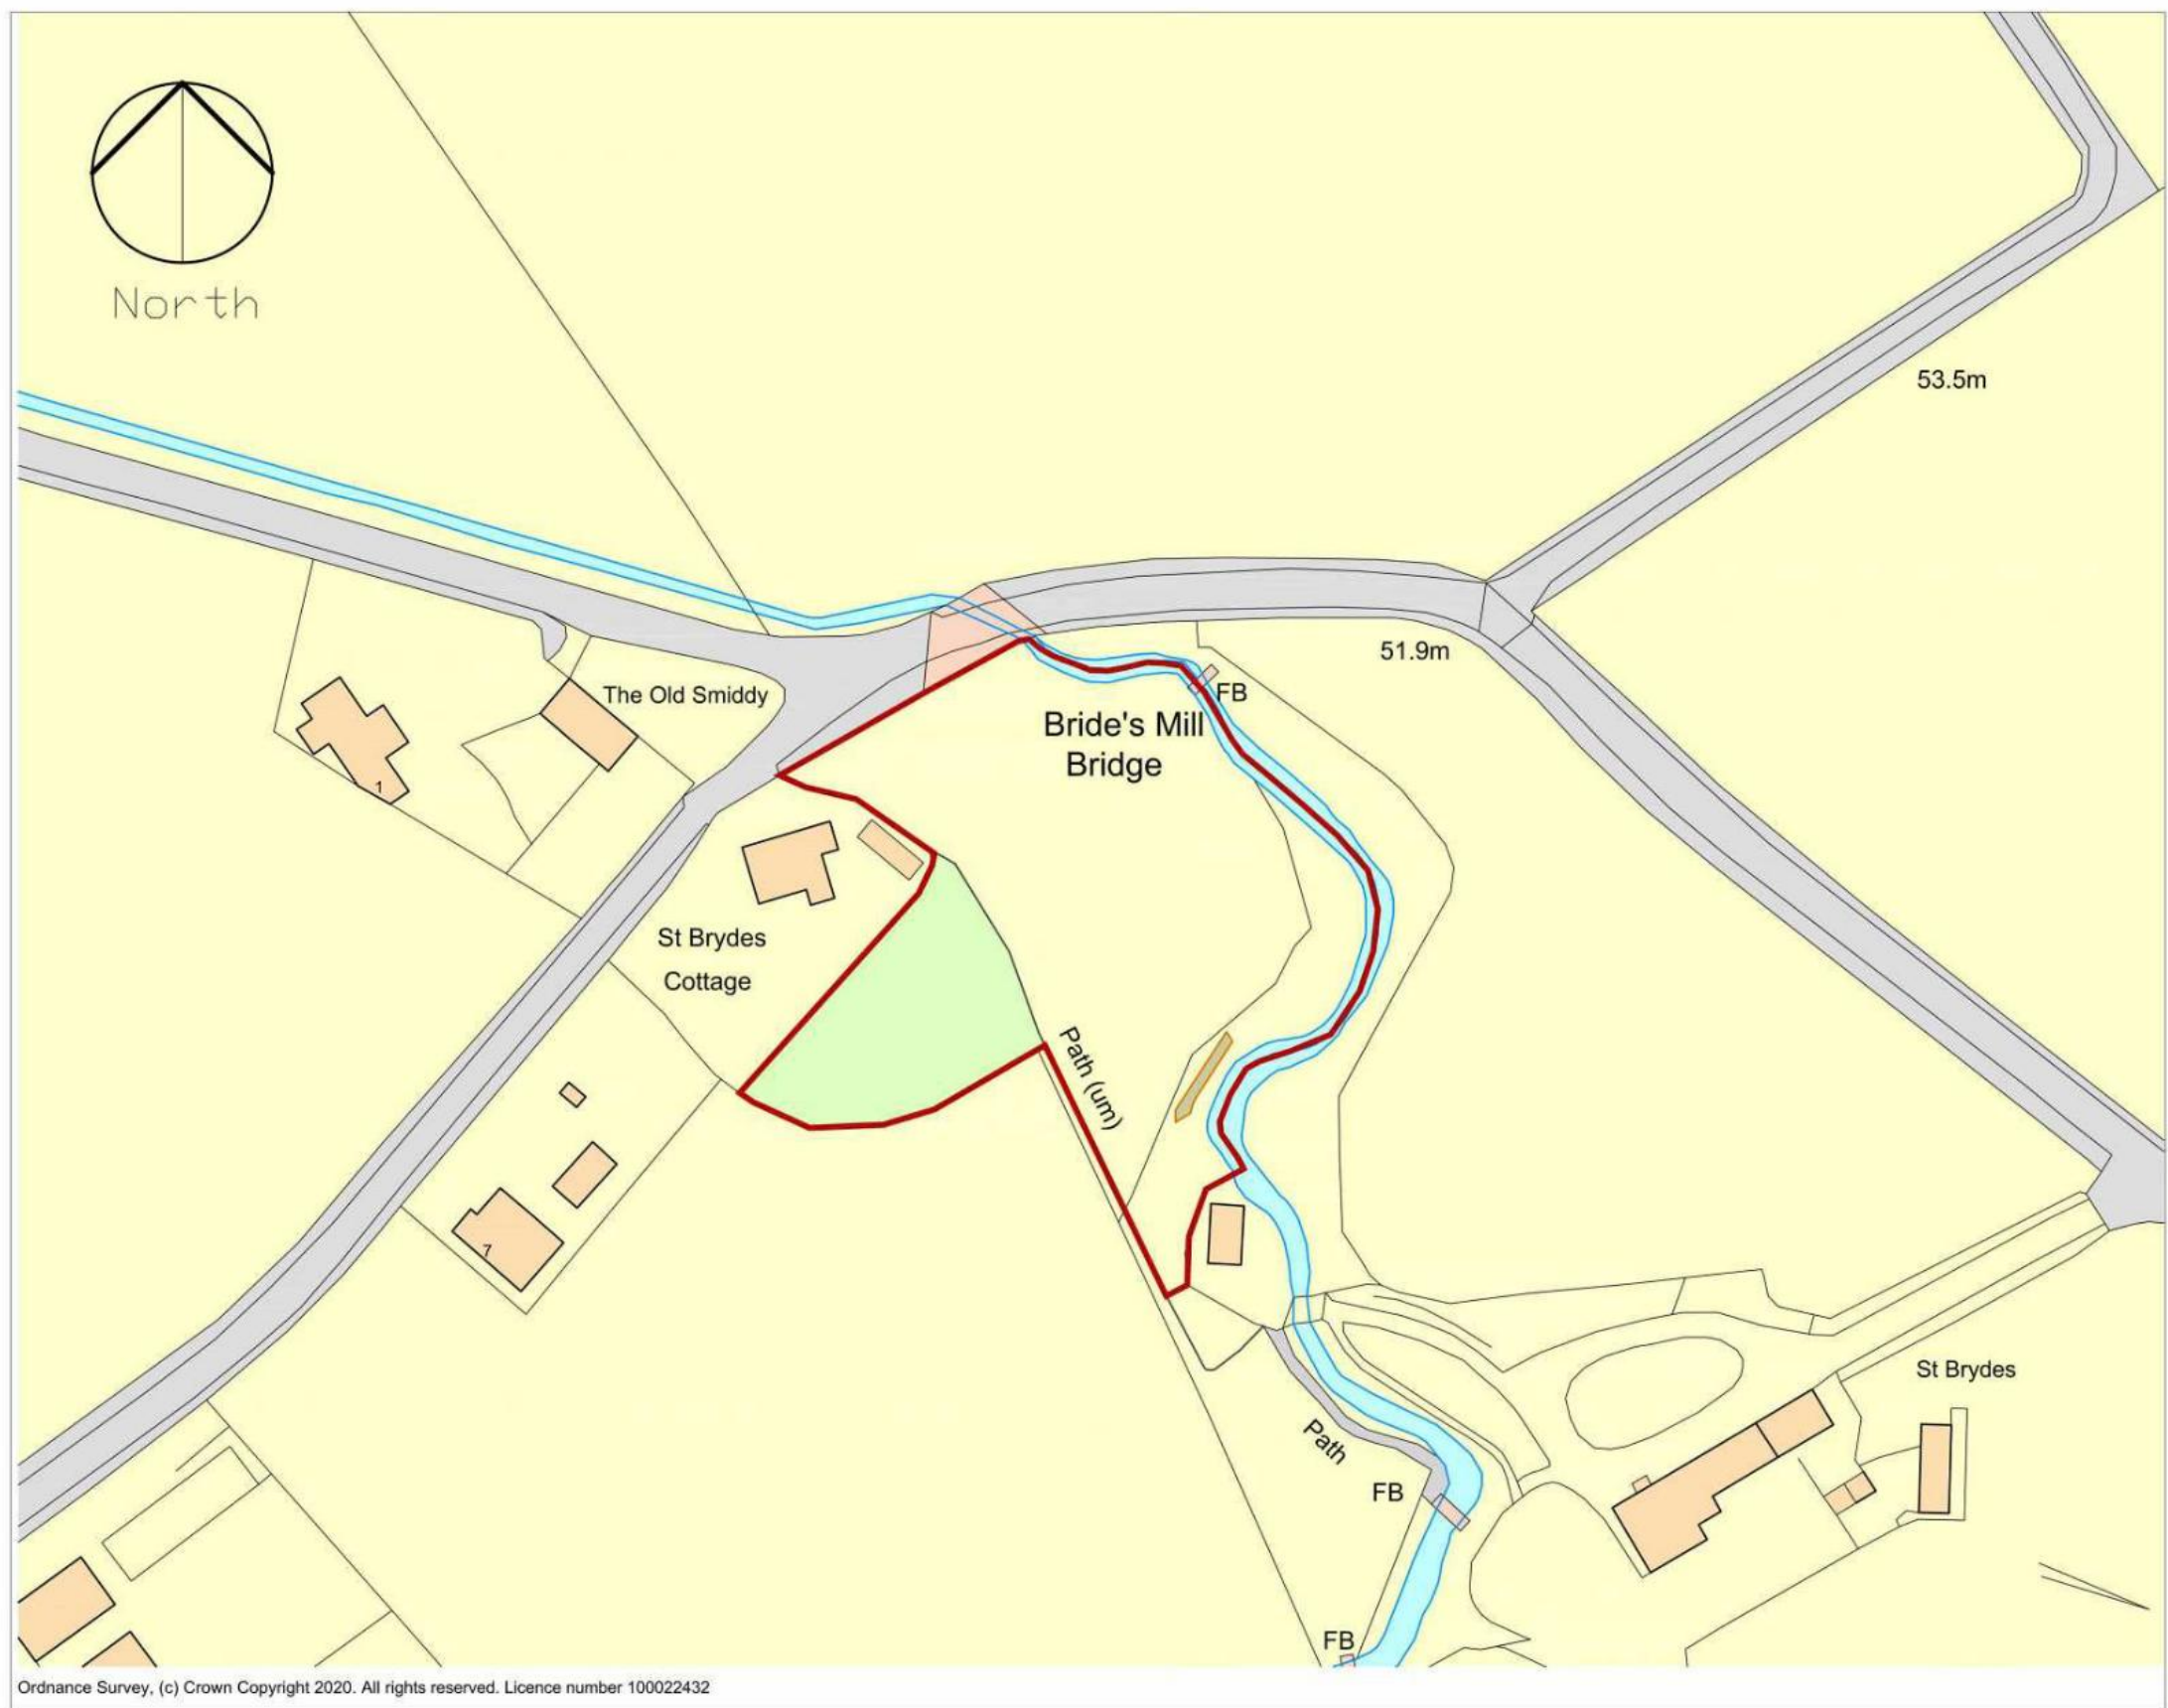 North
53.5m
51.9m
The Old Smiddy
FB
Bride's Mill
Bridge
1
St Brydes
Cottage
Path (um)
7
St Brydes
Path
FB
FB
Ordnance Survey, (c) Crown Copyright 2020. All rights reserved. Licence number 100022432